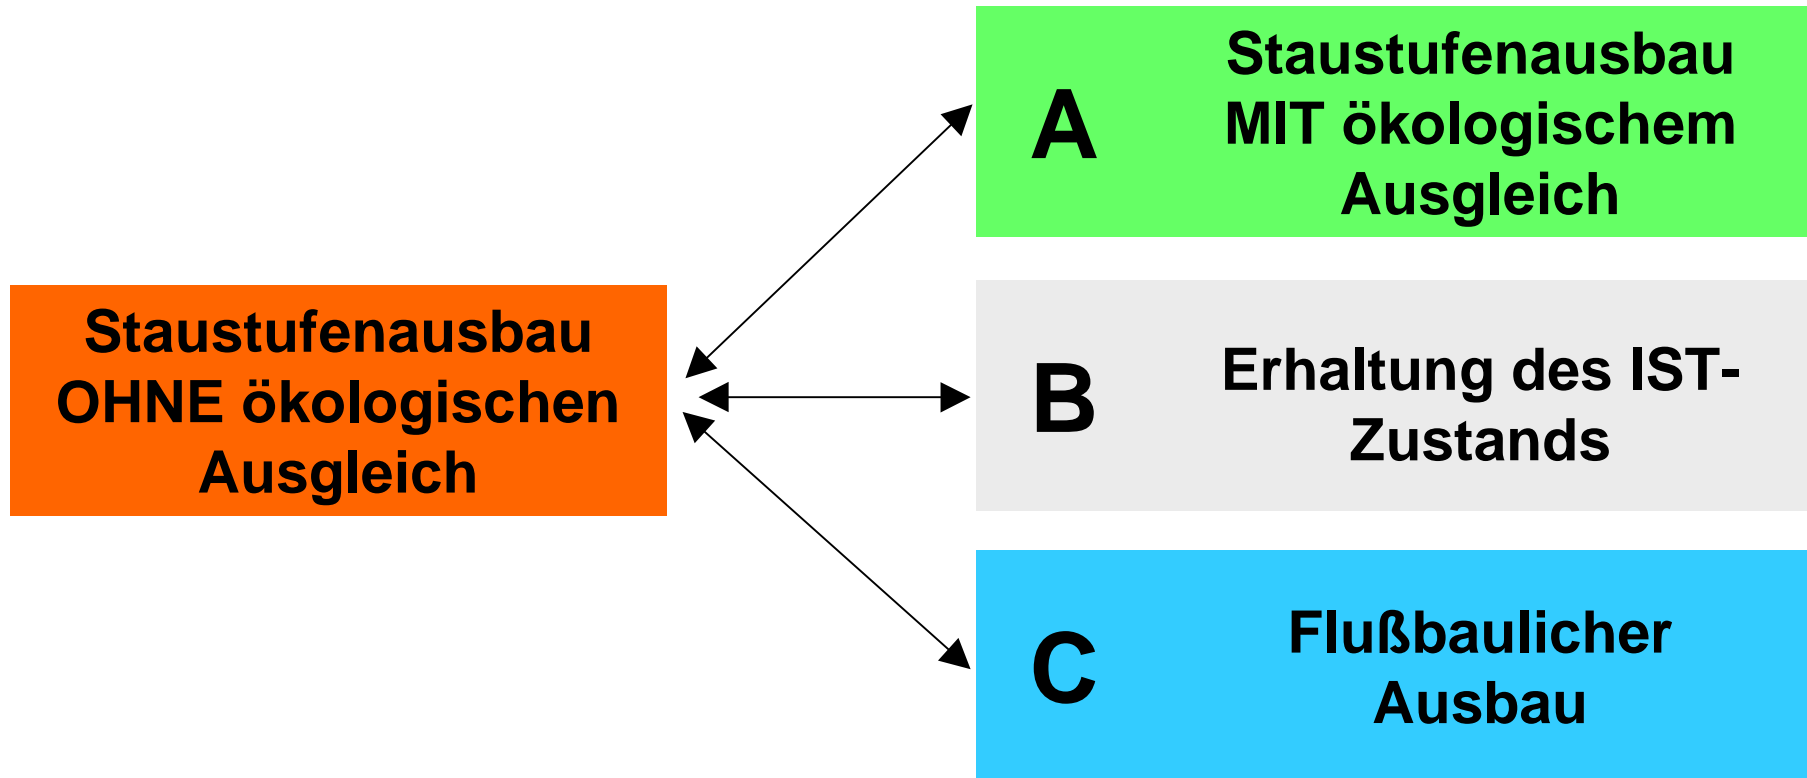 Staustufenausbau
OHNE ökologischen
Ausgleich
A
Staustufenausbau
MIT ökologischem
Ausgleich
B
Erhaltung des IST-
Zustands
C
Flußbaulicher
Ausbau